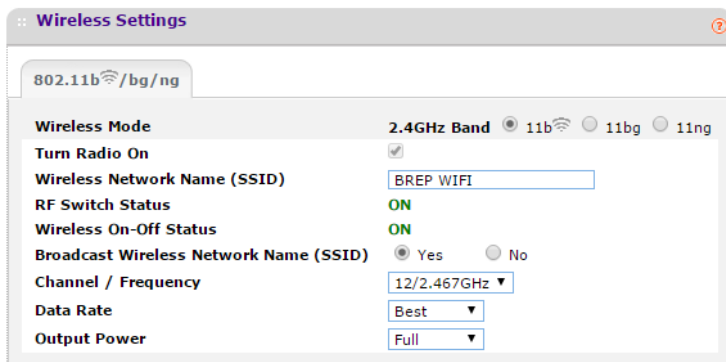 Wireless Settings
802.11b/bg/ng
Wireless Mode 2.4GHz Band 11b 11bg 11ng
Turn Radio On
Wireless Network Name (SSID) BREP WIFI
RF Switch Status ON
Wireless On-Off Status ON
Broadcast Wireless Network Name (SSID) Yes No
Channel / Frequency 12/2.467GHz
Data Rate Best
Output Power Full